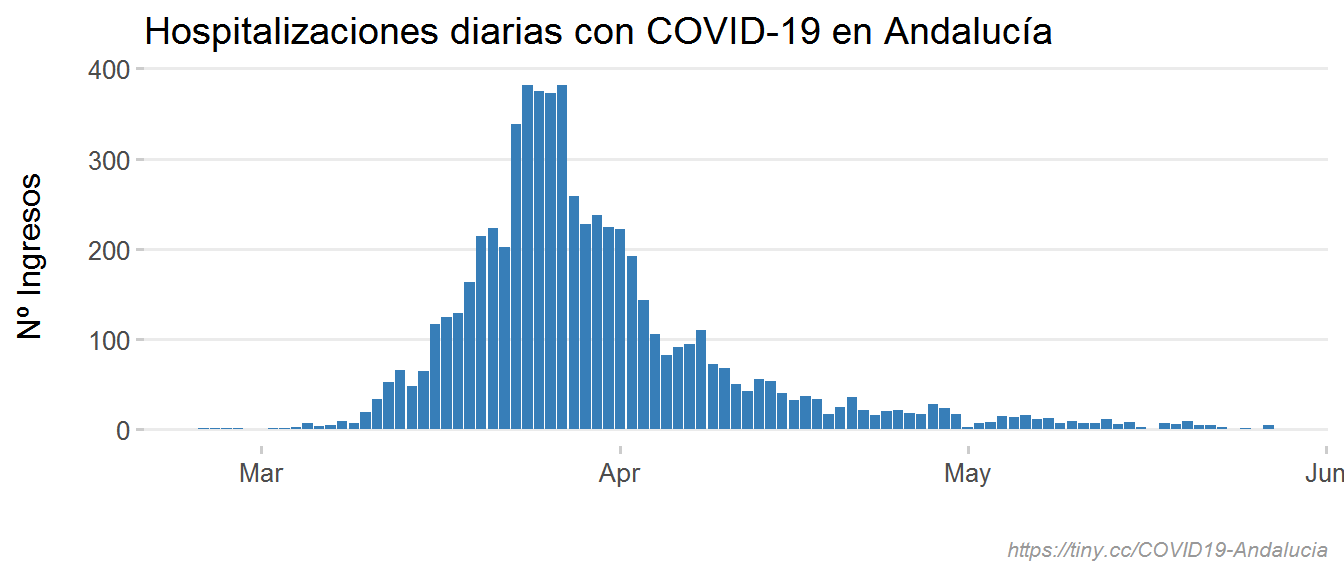 Hospitalizaciones diarias con COVID-19 en Andalucía
400
300
200
100
0
Nº Ingresos
Mar
Apr
May
Jun
https://tiny.cc/COVID19-Andalucia